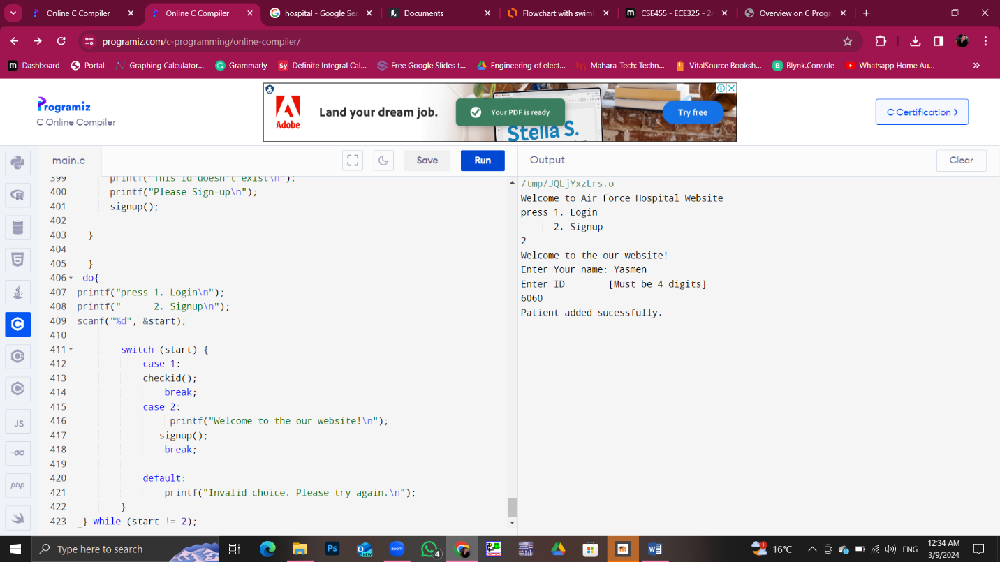 Online C Compiler
Online C Compiler
hospital - Google Sea
Documents
Flowchart with swiml
CSE455 - ECE325 - 24
Overview on C Progr
programiz.com/c-programming/online-compiler/
Dashboard
Portal
Graphing Calculator...
Grammarly
Sy Definite Integral Cal...
Free Google Slides t...
Engineering of elect...
Mahara-Tech: Techn...
VitalSource Booksh...
Blynk.Console
Whatsapp Home Au...
Programiz
C Online Compiler
Adobe
Land your dream job.
Your PDF is ready
Stella S.
Try free
C Certification
main.c
Save
Run
Output
Clear
399 printf("This id doesn't exist\n");
400 printf("Please Sign-up\n");
401 signup();
402
403 }
404
405 }
406 do{
407 printf("press 1. Login\n");
408 printf(" 2. Signup\n");
409 scanf("%d", &start);
410
411 switch (start) {
412 case 1:
413 checkid();
414 break;
415 case 2:
416 printf("Welcome to the our website!\n");
417 signup();
418 break;
419
420 default:
421 printf("Invalid choice. Please try again.\n");
422 }
423 } while (start != 2);
/tmp/JQLjYxzLrs.o
Welcome to Air Force Hospital Website
press 1. Login
2. Signup
2
Welcome to the our website!
Enter Your name: Yasmen
Enter ID [Must be 4 digits]
6060
Patient added sucessfully.
JS
GO
php
Type here to search
Ps
NEW
zoom
4
1
16°C
ENG
12:34 AM
3/9/2024